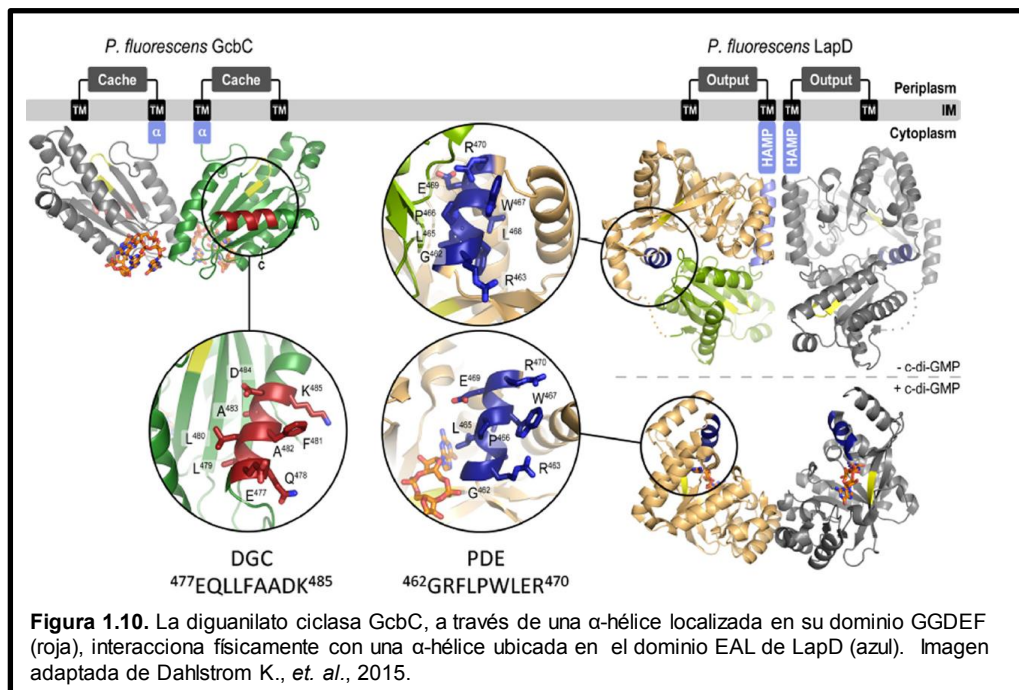 P. fluorescens GcbC
P. fluorescens LapD
Cache
Cache
Output
Output
Periplasm
TM
TM
TM
TM
TM
TM
TM
TM
IM
α
α
HAMP
HAMP
Cytoplasm
R⁴⁷⁰
E⁴⁶⁹
W⁴⁶⁷
P⁴⁶⁶
L⁴⁶⁸
L⁴⁶⁵
G⁴⁶²
R⁴⁶³
C
- c-di-GMP
+ c-di-GMP
D⁴⁸⁴
K⁴⁸⁵
A⁴⁸³
L⁴⁸⁰
F⁴⁸¹
A⁴⁸²
L⁴⁷⁹
Q⁴⁷⁸
E⁴⁷⁷
E⁴⁶⁹
R⁴⁷⁰
W⁴⁶⁷
L⁴⁶⁵
P⁴⁶⁶
R⁴⁶³
G⁴⁶²
DGC
⁴⁷⁷EQLLFAADK⁴⁸⁵
PDE
⁴⁶²GRFLPWLER⁴⁷⁰
Figura 1.10. La diguanilato ciclasa GcbC, a través de una α-hélice localizada en su dominio GGDEF
(roja), interacciona físicamente con una α-hélice ubicada en el dominio EAL de LapD (azul). Imagen
adaptada de Dahlstrom K., et. al., 2015.